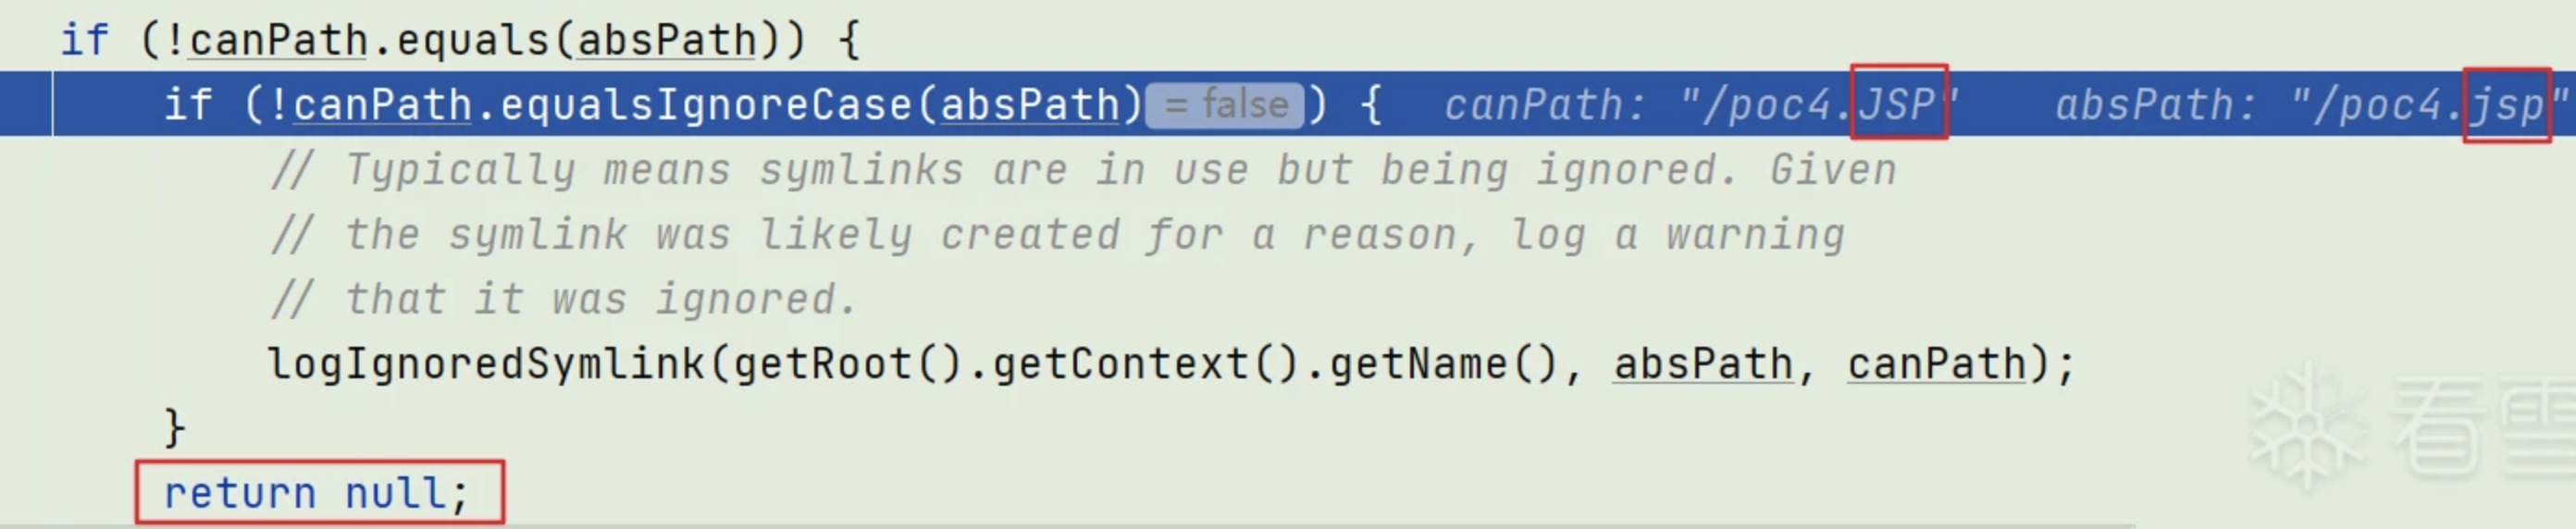 if (!canPath.equals(absPath)) {
if (!canPath.equalsIgnoreCase(absPath) = false ) { canPath: "/poc4.JSP" absPath: "/poc4.jsp"
// Typically means symlinks are in use but being ignored. Given
// the symlink was likely created for a reason, log a warning
// that it was ignored.
logIgnoredSymlink(getRoot().getContext().getName(), absPath, canPath);
}
return null;
看雪